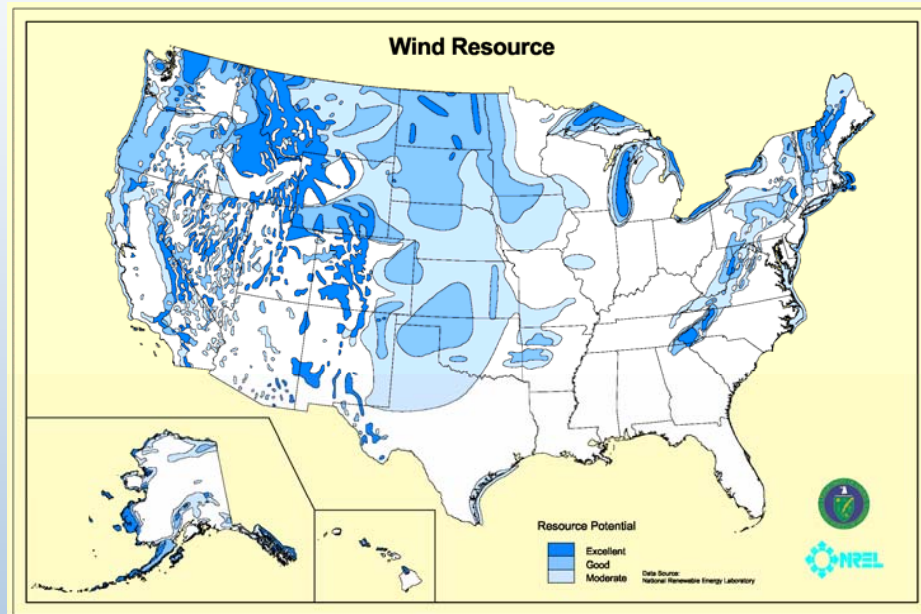 Wind Resource
Resource Potential
Excellent
Good
Moderate
Data Source:
National Renewable Energy Laboratory
NREL